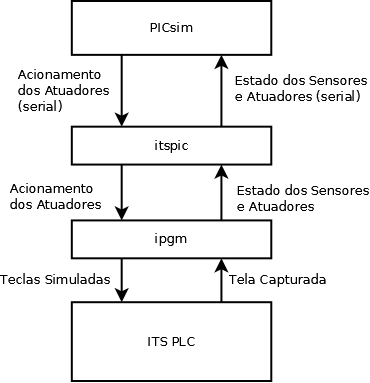 PICsim
Acionamento
dos Atuadores
(serial)
Estado dos Sensores
e Atuadores (serial)
itspic
Acionamento
dos Atuadores
Estado dos Sensores
e Atuadores
ipgm
Teclas Simuladas
Tela Capturada
ITS PLC